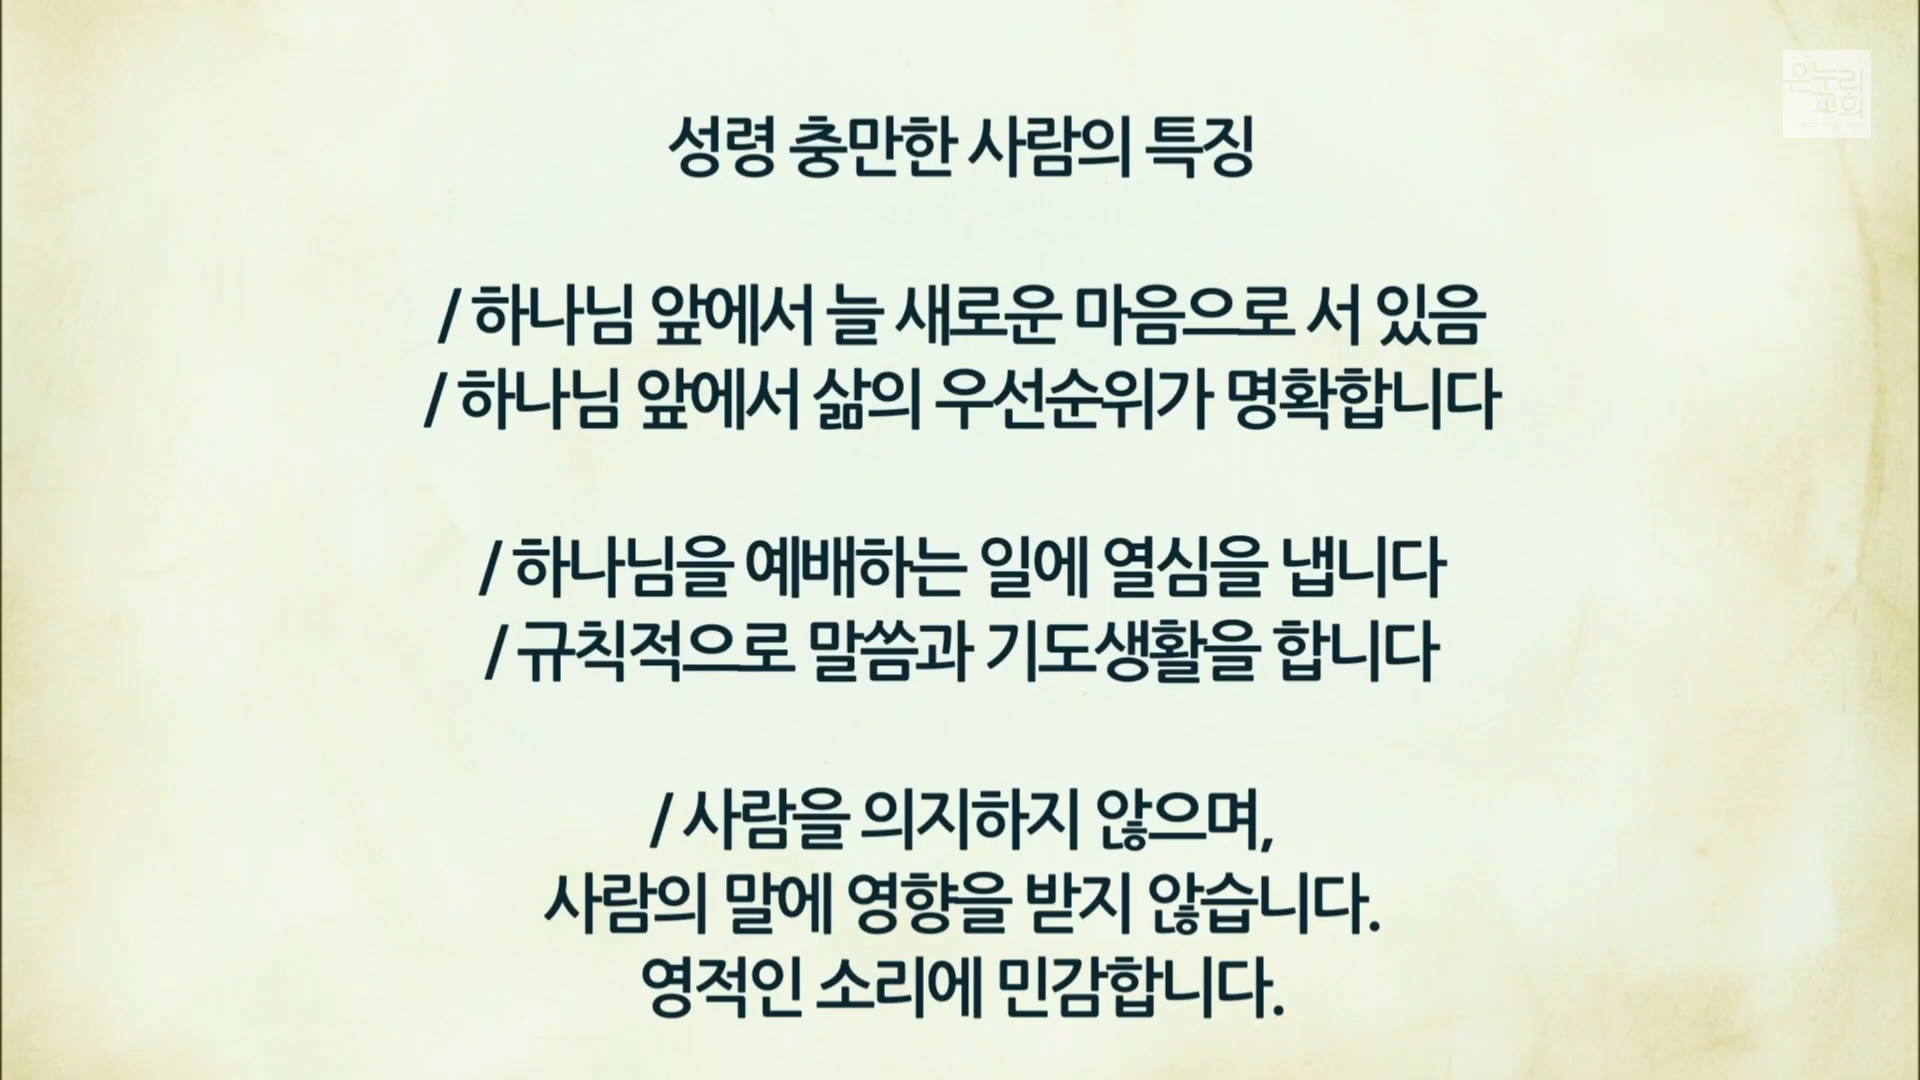 온누리
교회
성령 충만한 사람의 특징
/ 하나님 앞에서 늘 새로운 마음으로 서 있음
/ 하나님 앞에서 삶의 우선순위가 명확합니다
/ 하나님을 예배하는 일에 열심을 냅니다
/ 규칙적으로 말씀과 기도생활을 합니다
/ 사람을 의지하지 않으며,
사람의 말에 영향을 받지 않습니다.
영적인 소리에 민감합니다.